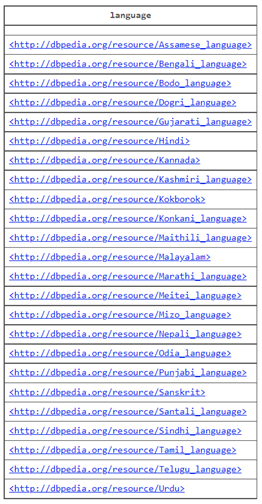 language
<http://dbpedia.org/resource/Assamese_language>
<http://dbpedia.org/resource/Bengali_language>
<http://dbpedia.org/resource/Bodo_language>
<http://dbpedia.org/resource/Dogri_language>
<http://dbpedia.org/resource/Gujarati_language>
<http://dbpedia.org/resource/Hindi>
<http://dbpedia.org/resource/Kannada>
<http://dbpedia.org/resource/Kashmiri_language>
<http://dbpedia.org/resource/Kokborok>
<http://dbpedia.org/resource/Konkani_language>
<http://dbpedia.org/resource/Maithili_language>
<http://dbpedia.org/resource/Malayalam>
<http://dbpedia.org/resource/Marathi_language>
<http://dbpedia.org/resource/Meitei_language>
<http://dbpedia.org/resource/Mizo_language>
<http://dbpedia.org/resource/Nepali_language>
<http://dbpedia.org/resource/Odia_language>
<http://dbpedia.org/resource/Punjabi_language>
<http://dbpedia.org/resource/Sanskrit>
<http://dbpedia.org/resource/Santali_language>
<http://dbpedia.org/resource/Sindhi_language>
<http://dbpedia.org/resource/Tamil_language>
<http://dbpedia.org/resource/Telugu_language>
<http://dbpedia.org/resource/Urdu>